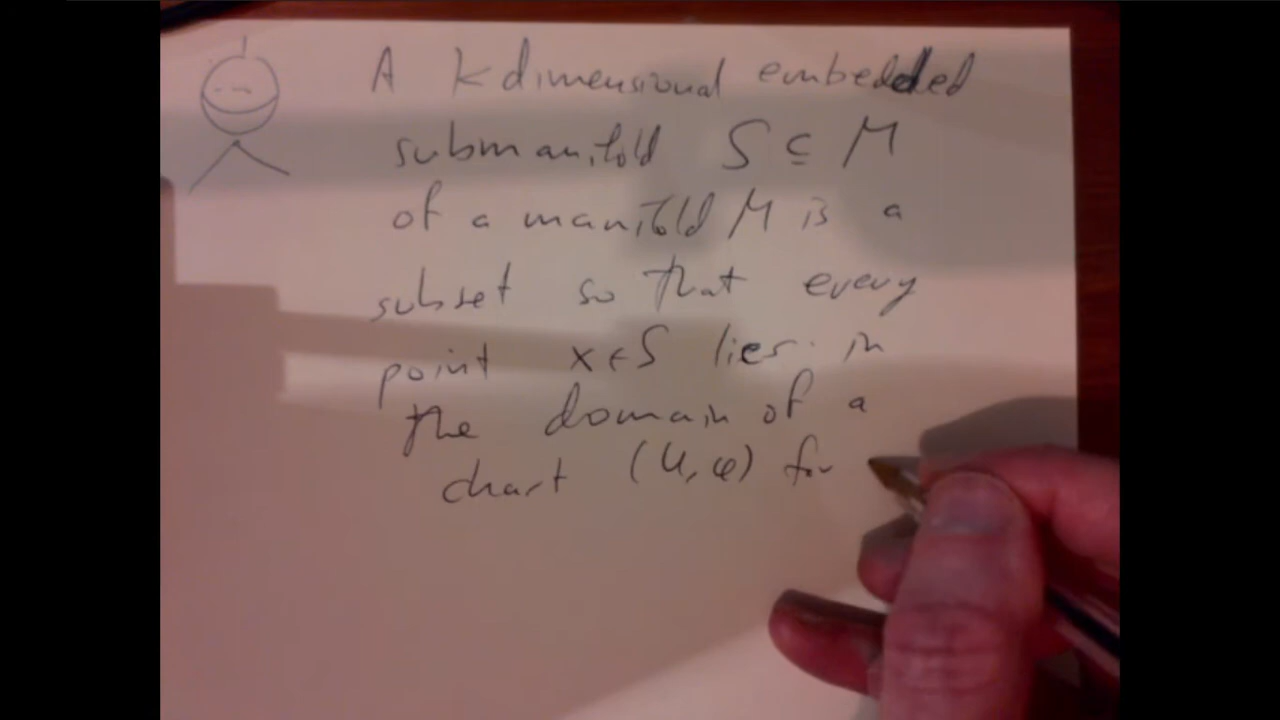 A k dimensional embedded
submanifold S ⊆ M
of a manifold M is a
subset so that every
point x ∈ S lies in
the domain of a
chart (U, φ) for